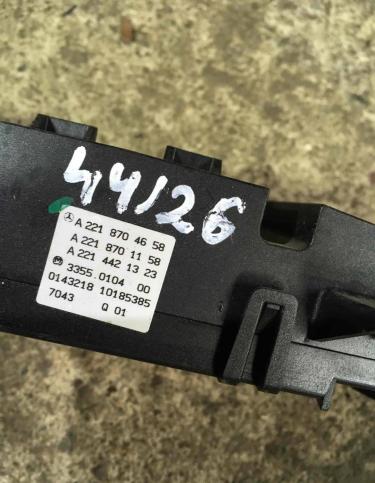 44126
A 221 870 46 58
A 221 870 11 58
A 221 442 13 23
3355.0104 00
0143218 10185385
7043 Q 01